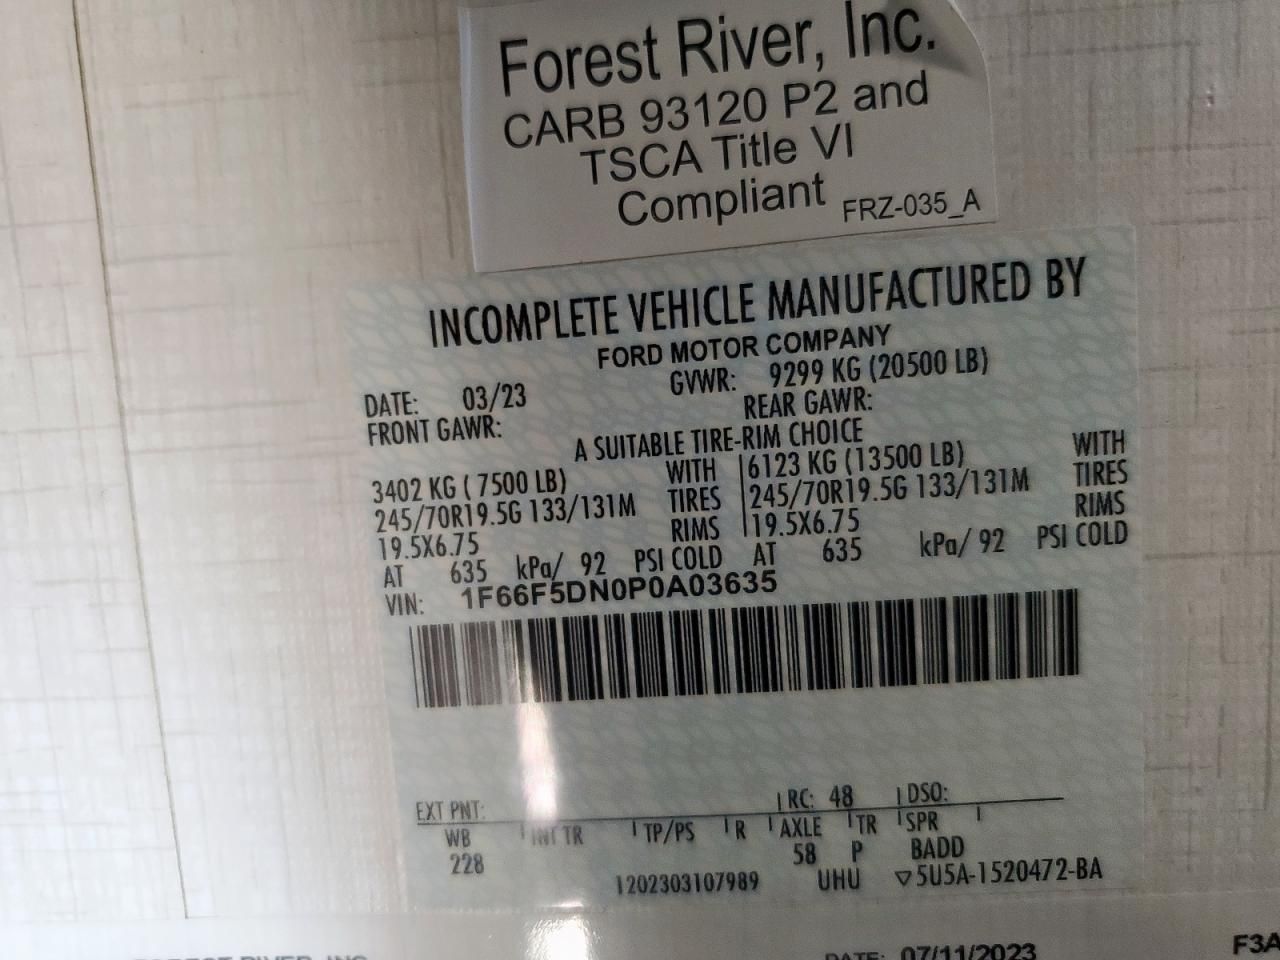 Forest River, Inc.
CARB 93120 P2 and
TSCA Title VI
Compliant FRZ-035_A
INCOMPLETE VEHICLE MANUFACTURED BY
FORD MOTOR COMPANY
DATE: 03/23 GVWR: 9299 KG (20500 LB)
FRONT GAWR: REAR GAWR:
A SUITABLE TIRE-RIM CHOICE
3402 KG ( 7500 LB) WITH 6123 KG (13500 LB) WITH
245/70R19.5G 133/131M TIRES 245/70R19.5G 133/131M TIRES
19.5X6.75 RIMS 19.5X6.75 RIMS
AT 635 kPa/ 92 PSI COLD AT 635 kPa/ 92 PSI COLD
VIN: 1F66F5DN0P0A03635
EXT PNT: RC: 48 DSO:
WB INT TR TP/PS R AXLE TR SPR
228 58 P BADD
1202303107989 UHU ▽5U5A-1520472-BA
FOREST RIVER, INC. DATE: 07/11/2023 F3A